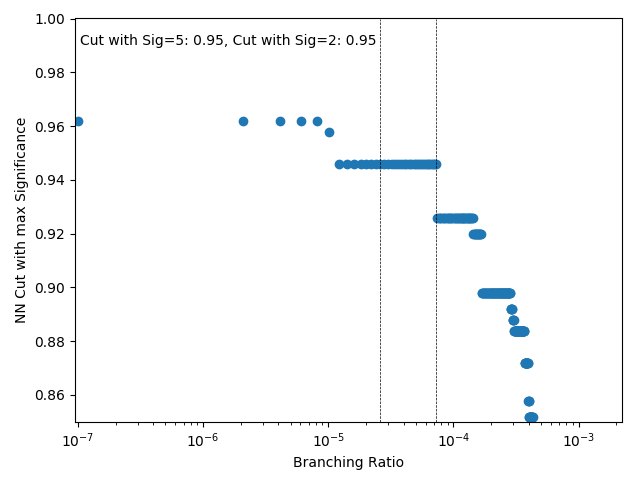 1.00
Cut with Sig=5: 0.95, Cut with Sig=2: 0.95
0.98
0.96
0.94
0.92
0.90
0.88
0.86
NN Cut with max Significance
10⁻⁷ 10⁻⁶ 10⁻⁵ 10⁻⁴ 10⁻³
Branching Ratio